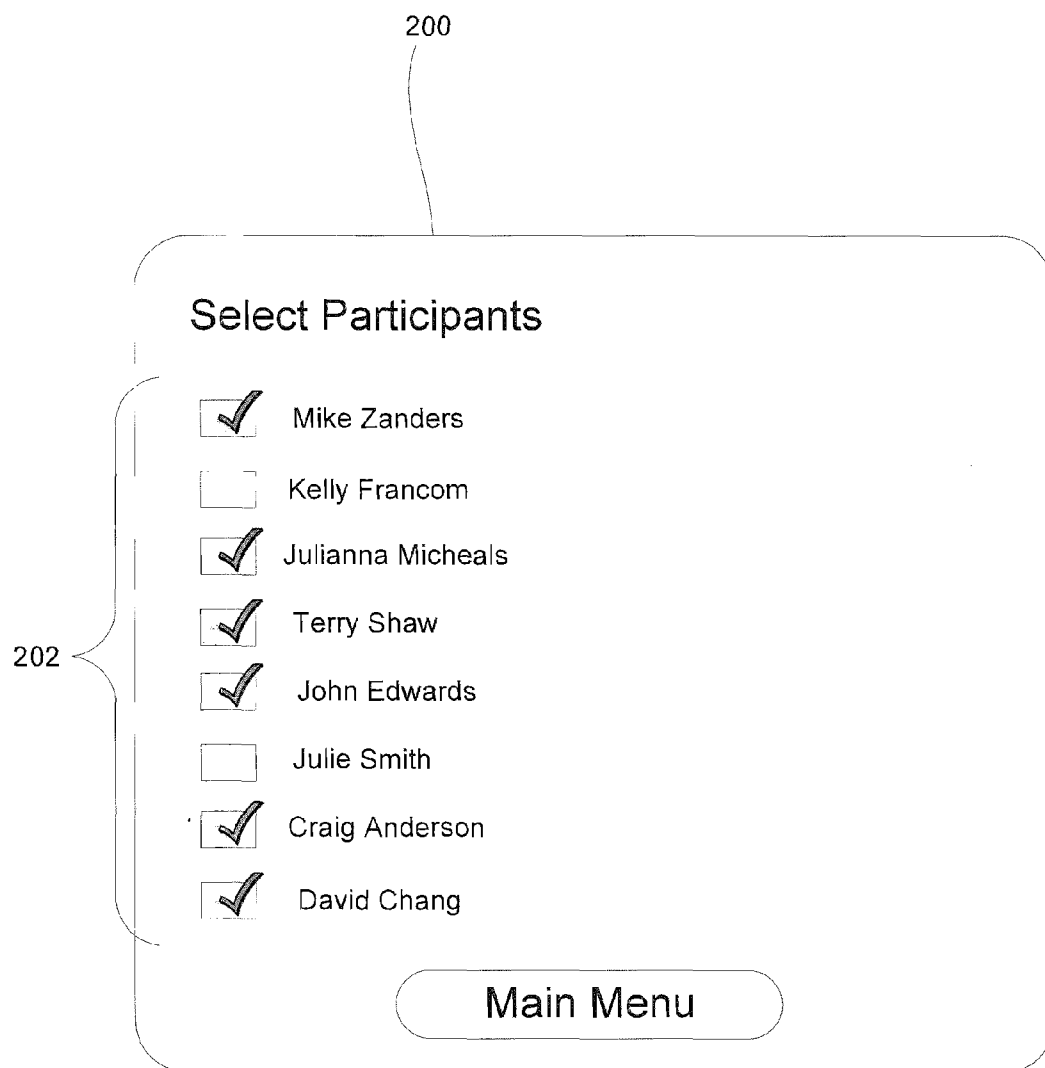 200
Select Participants
Mike Zanders
Kelly Francom
Julianna Micheals
Terry Shaw
202
John Edwards
Julie Smith
Craig Anderson
David Chang
Main Menu